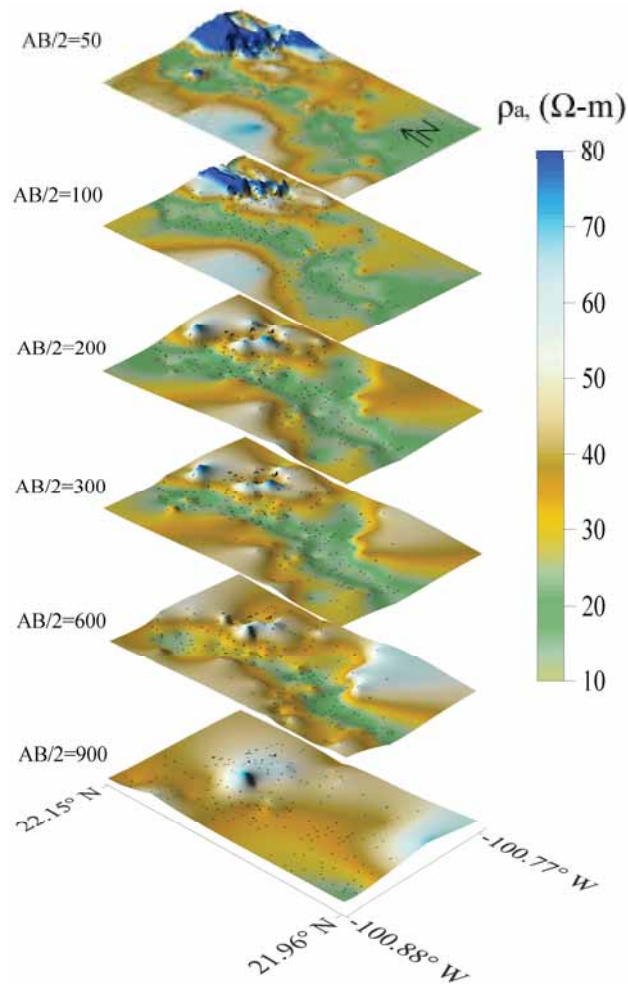 AB/2=50
ρa, (Ω-m)
N
80
AB/2=100
70
60
AB/2=200
50
40
AB/2=300
30
20
AB/2=600
10
AB/2=900
22.15° N
-100.77° W
21.96° N
-100.88° W